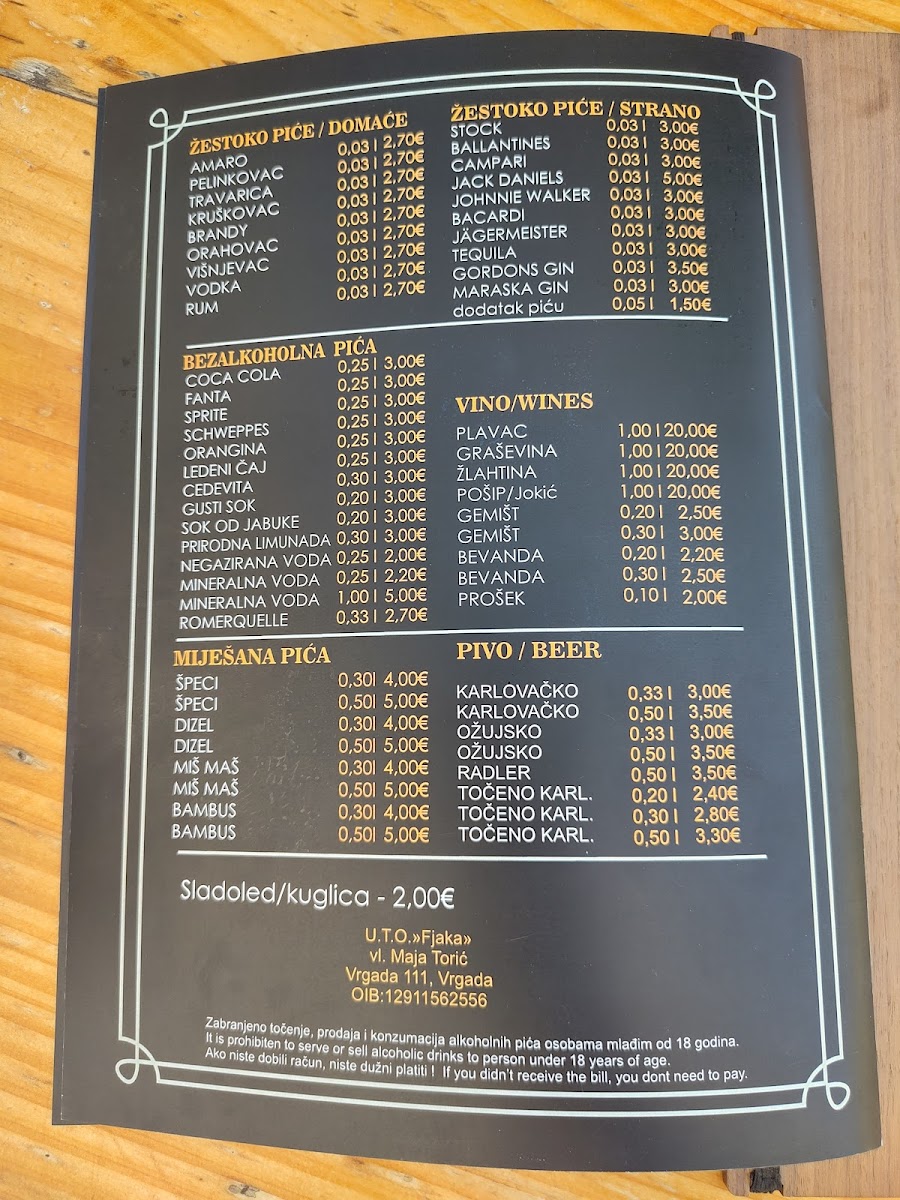 ŽESTOKO PIĆE / DOMAĆE
AMARO 0,03 l 2,70€
PELINKOVAC 0,03 l 2,70€
TRAVARICA 0,03 l 2,70€
KRUŠKOVAC 0,03 l 2,70€
BRANDY 0,03 l 2,70€
ORAHOVAC 0,03 l 2,70€
VIŠNJEVAC 0,03 l 2,70€
VODKA 0,03 l 2,70€
RUM 0,03 l 2,70€
ŽESTOKO PIĆE / STRANO
STOCK 0,03 l 3,00€
BALLANTINES 0,03 l 3,00€
CAMPARI 0,03 l 3,00€
JACK DANIELS 0,03 l 5,00€
JOHNNIE WALKER 0,03 l 3,00€
BACARDI 0,03 l 3,00€
JÄGERMEISTER 0,03 l 3,00€
TEQUILA 0,03 l 3,00€
GORDONS GIN 0,03 l 3,50€
MARASKA GIN 0,03 l 3,00€
dodatak piću 0,05 l 1,50€
BEZALKOHOLNA PIĆA
COCA COLA 0,25 l 3,00€
FANTA 0,25 l 3,00€
SPRITE 0,25 l 3,00€
SCHWEPPES 0,25 l 3,00€
ORANGINA 0,25 l 3,00€
LEDENI ČAJ 0,25 l 3,00€
CEDEVITA 0,30 l 3,00€
GUSTI SOK 0,20 l 3,00€
SOK OD JABUKE 0,20 l 3,00€
PRIRODNA LIMUNADA 0,30 l 3,00€
NEGAZIRANA VODA 0,25 l 2,00€
MINERALNA VODA 0,25 l 2,20€
MINERALNA VODA 1,00 l 5,00€
ROMERQUELLE 0,33 l 2,70€
VINO/WINES
PLAVAC 1,00 l 20,00€
GRAŠEVINA 1,00 l 20,00€
ŽLAHTINA 1,00 l 20,00€
POŠIP/Jokić 1,00 l 20,00€
GEMIŠT 0,20 l 2,50€
GEMIŠT 0,30 l 3,00€
BEVANDA 0,20 l 2,20€
BEVANDA 0,30 l 2,50€
PROŠEK 0,10 l 2,00€
MIJEŠANA PIĆA
ŠPECI 0,30l 4,00€
ŠPECI 0,50l 5,00€
DIZEL 0,30l 4,00€
DIZEL 0,50l 5,00€
MIŠ MAŠ 0,30l 4,00€
MIŠ MAŠ 0,50l 5,00€
BAMBUS 0,30l 4,00€
BAMBUS 0,50l 5,00€
PIVO / BEER
KARLOVAČKO 0,33 l 3,00€
KARLOVAČKO 0,50 l 3,50€
OŽUJSKO 0,33 l 3,00€
OŽUJSKO 0,50 l 3,50€
RADLER 0,50 l 3,50€
TOČENO KARL. 0,20 l 2,40€
TOČENO KARL. 0,30 l 2,80€
TOČENO KARL. 0,50 l 3,30€
Sladoled/kuglica - 2,00€
U.T.O.»Fjaka»
vl. Maja Torić
Vrgada 111, Vrgada
OIB:12911562556
Zabranjeno točenje, prodaja i konzumacija alkoholnih pića osobama mlađim od 18 godina.
It is prohibiten to serve or sell alcoholic drinks to person under 18 years of age.
Ako niste dobili račun, niste dužni platiti ! If you didn't receive the bill, you dont need to pay.